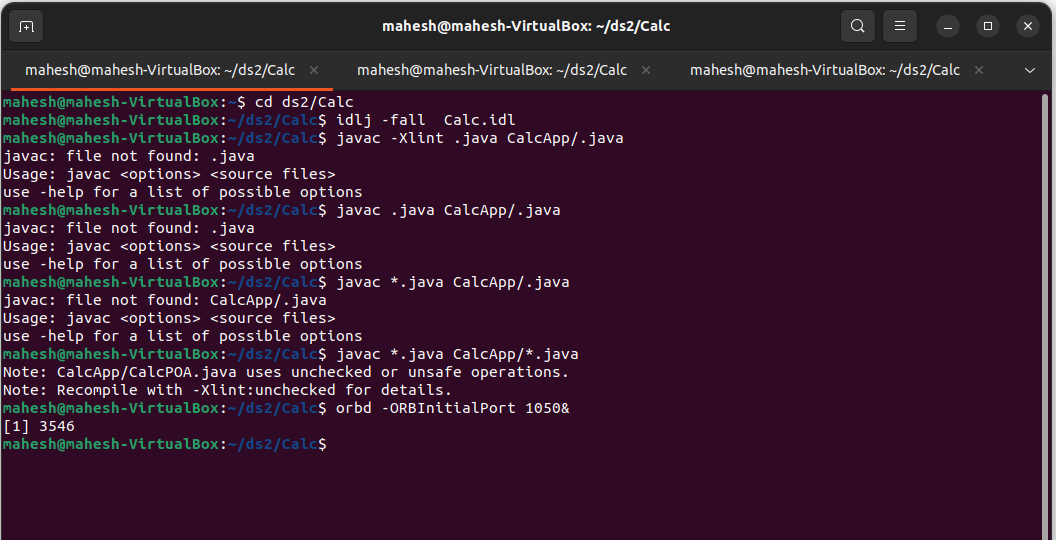 mahesh@mahesh-VirtualBox: ~/ds2/Calc
mahesh@mahesh-VirtualBox: ~/ds2/Calc
mahesh@mahesh-VirtualBox: ~/ds2/Calc
mahesh@mahesh-VirtualBox: ~/ds2/Calc
mahesh@mahesh-VirtualBox:~$ cd ds2/Calc
mahesh@mahesh-VirtualBox:~/ds2/Calc$ idlj -fall  Calc.idl
mahesh@mahesh-VirtualBox:~/ds2/Calc$ javac -Xlint .java CalcApp/.java
javac: file not found: .java
Usage: javac <options> <source files>
use -help for a list of possible options
mahesh@mahesh-VirtualBox:~/ds2/Calc$ javac .java CalcApp/.java
javac: file not found: .java
Usage: javac <options> <source files>
use -help for a list of possible options
mahesh@mahesh-VirtualBox:~/ds2/Calc$ javac *.java CalcApp/.java
javac: file not found: CalcApp/.java
Usage: javac <options> <source files>
use -help for a list of possible options
mahesh@mahesh-VirtualBox:~/ds2/Calc$ javac *.java CalcApp/*.java
Note: CalcApp/CalcPOA.java uses unchecked or unsafe operations.
Note: Recompile with -Xlint:unchecked for details.
mahesh@mahesh-VirtualBox:~/ds2/Calc$ orbd -ORBInitialPort 1050&
[1] 3546
mahesh@mahesh-VirtualBox:~/ds2/Calc$